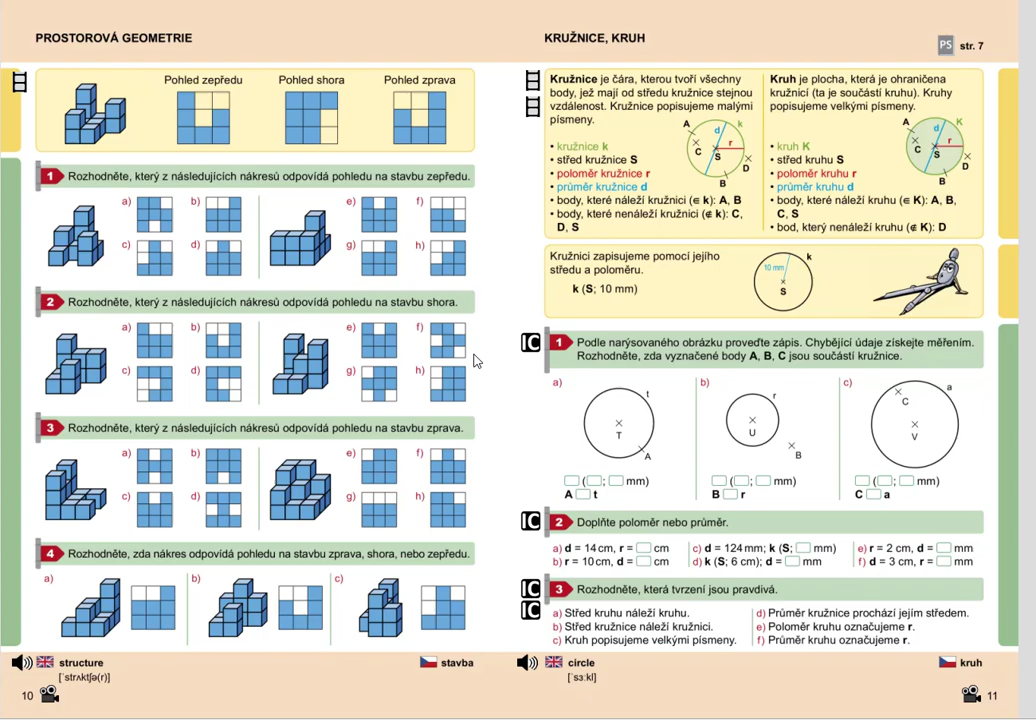 PROSTOROVÁ GEOMETRIE
Pohled zepředu
Pohled shora
Pohled zprava
1 Rozhodněte, který z následujících nákresů odpovídá pohledu na stavbu zepředu.
a)
b)
c)
d)
e)
f)
g)
h)
2 Rozhodněte, který z následujících nákresů odpovídá pohledu na stavbu shora.
a)
b)
c)
d)
e)
f)
g)
h)
3 Rozhodněte, který z následujících nákresů odpovídá pohledu na stavbu zprava.
a)
b)
c)
d)
e)
f)
g)
h)
4 Rozhodněte, zda nákres odpovídá pohledu na stavbu zprava, shora, nebo zepředu.
a)
b)
c)
structure
[ˈstrʌktʃə(r)]
stavba
10
KRUŽNICE, KRUH
PS str. 7
Kružnice je čára, kterou tvoří všechny
body, jež mají od středu kružnice stejnou
vzdálenost. Kružnice popisujeme malými
písmeny.
A
k
d
r
C
S
D
B
• kružnice k
• střed kružnice S
• poloměr kružnice r
• průměr kružnice d
• body, které náleží kružnici (∈ k): A, B
• body, které nenáleží kružnici (∉ k): C,
D, S
Kruh je plocha, která je ohraničena
kružnicí (ta je součástí kruhu). Kruhy
popisujeme velkými písmeny.
A
K
d
r
C
S
D
B
• kruh K
• střed kruhu S
• poloměr kruhu r
• průměr kruhu d
• body, které náleží kruhu (∈ K): A, B,
C, S
• bod, který nenáleží kruhu (∉ K): D
Kružnici zapisujeme pomocí jejího
středu a poloměru.
k (S; 10 mm)
10 mm
k
S
1 Podle narýsovaného obrázku proveďte zápis. Chybějící údaje získejte měřením.
Rozhodněte, zda vyznačené body A, B, C jsou součástí kružnice.
a)
t
T
A
( ; mm)
A t
b)
r
U
B
( ; mm)
B r
c)
a
C
V
( ; mm)
C a
2 Doplňte poloměr nebo průměr.
a) d = 14 cm, r = cm
b) r = 10 cm, d = cm
c) d = 124 mm; k (S; mm)
d) k (S; 6 cm); d = mm
e) r = 2 cm, d = mm
f) d = 3 cm, r = mm
3 Rozhodněte, která tvrzení jsou pravdivá.
a) Střed kruhu náleží kruhu.
b) Střed kružnice náleží kružnici.
c) Kruh popisujeme velkými písmeny.
d) Průměr kružnice prochází jejím středem.
e) Poloměr kruhu označujeme r.
f) Průměr kruhu označujeme r.
circle
[ˈsɜːkl]
kruh
11